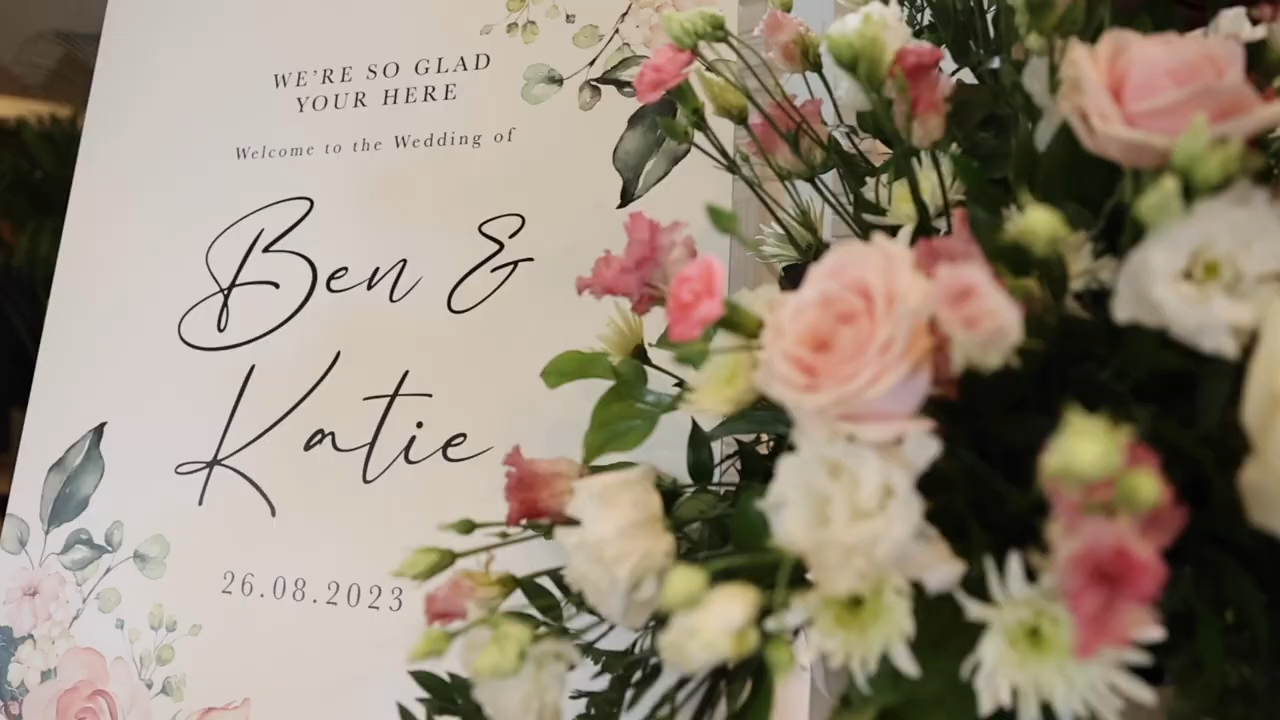 WE'RE SO GLAD
YOUR HERE
Welcome to the Wedding of
Ben &
Katie
26.08.2023